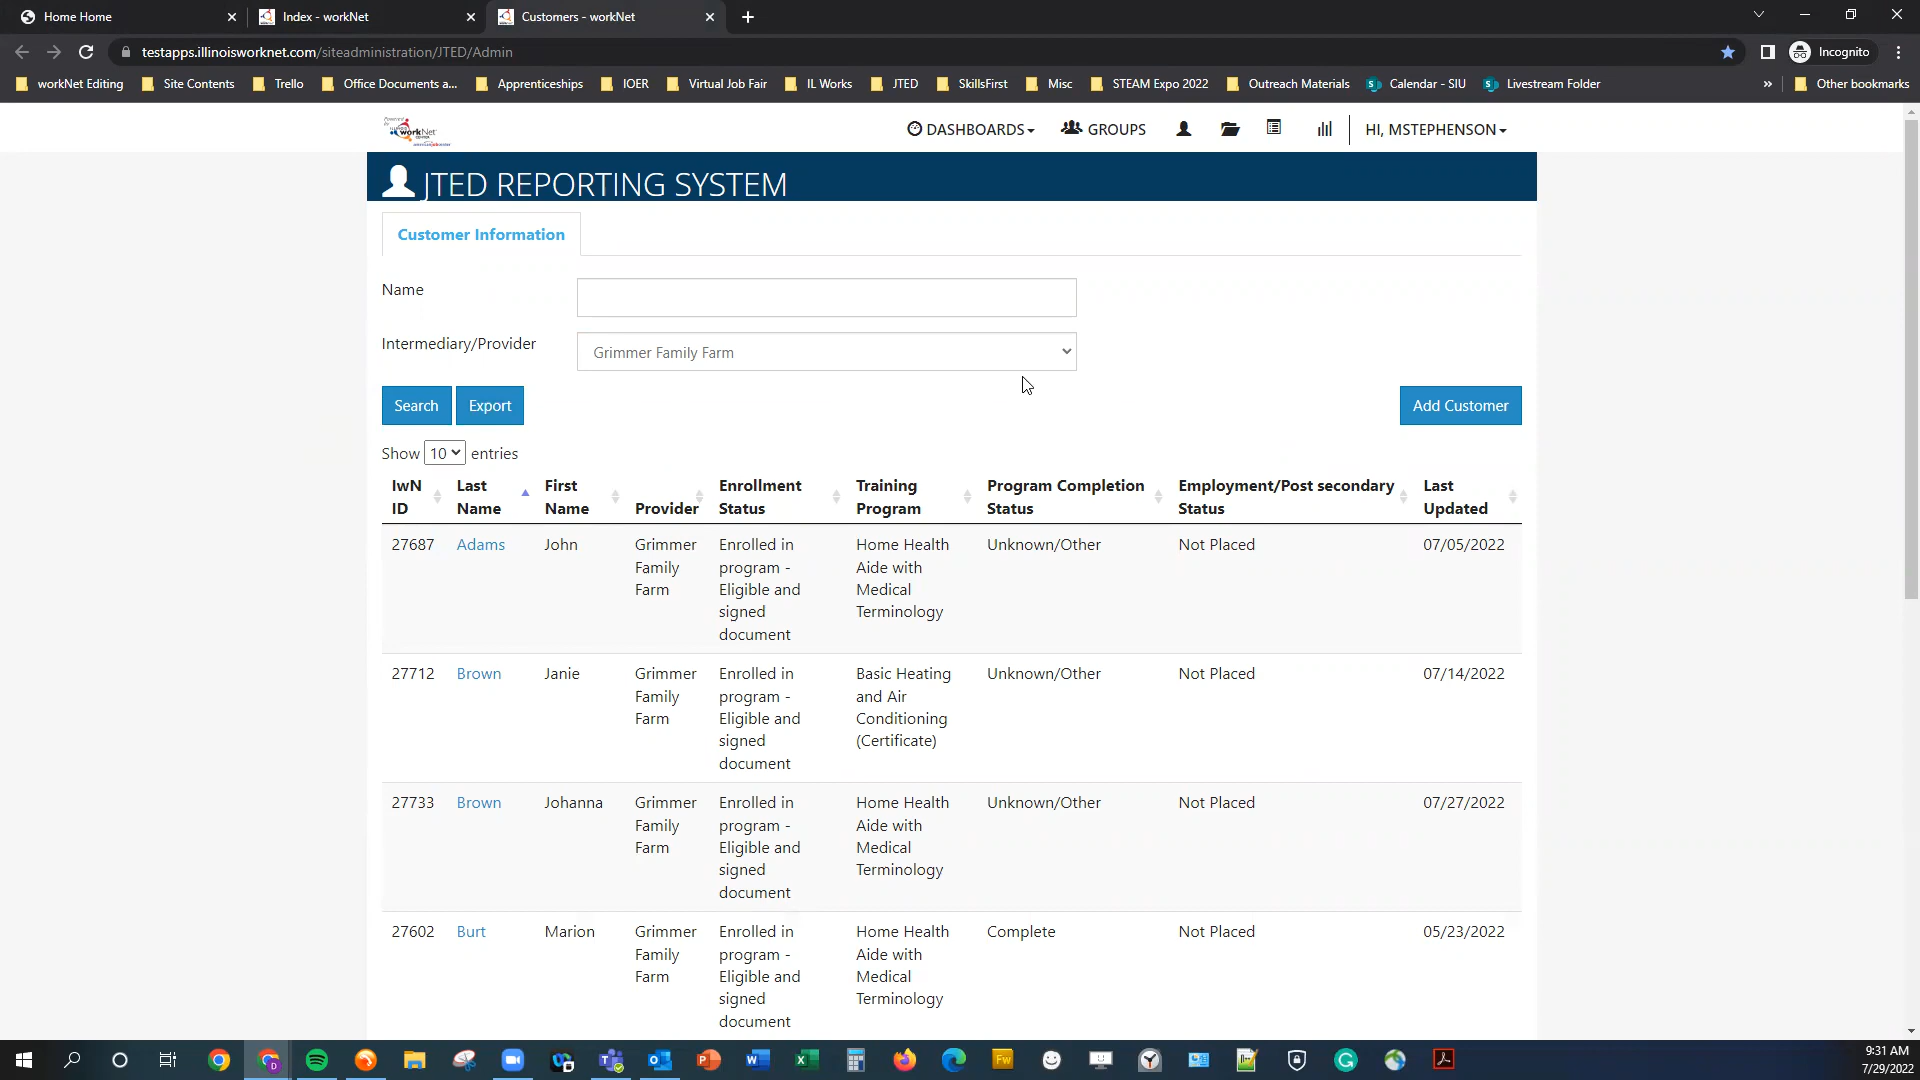 Home Home
Index - workNet
Customers - workNet
testapps.illinoisworknet.com/siteadministration/JTED/Admin
Incognito
workNet Editing
Site Contents
Trello
Office Documents a...
Apprenticeships
IOER
Virtual Job Fair
IL Works
JTED
SkillsFirst
Misc
STEAM Expo 2022
Outreach Materials
Calendar - SIU
Livestream Folder
»
Other bookmarks
workNet
DASHBOARDS
GROUPS
HI, MSTEPHENSON
JTED REPORTING SYSTEM
Customer Information
Name
Intermediary/Provider
Grimmer Family Farm
Search
Export
Add Customer
Show 10 entries
IwN ID
Last Name
First Name
Provider
Enrollment Status
Training Program
Program Completion Status
Employment/Post secondary Status
Last Updated
27687
Adams
John
Grimmer
Family
Farm
Enrolled in
program -
Eligible and
signed
document
Home Health
Aide with
Medical
Terminology
Unknown/Other
Not Placed
07/05/2022
27712
Brown
Janie
Grimmer
Family
Farm
Enrolled in
program -
Eligible and
signed
document
Basic Heating
and Air
Conditioning
(Certificate)
Unknown/Other
Not Placed
07/14/2022
27733
Brown
Johanna
Grimmer
Family
Farm
Enrolled in
program -
Eligible and
signed
document
Home Health
Aide with
Medical
Terminology
Unknown/Other
Not Placed
07/27/2022
27602
Burt
Marion
Grimmer
Family
Farm
Enrolled in
program -
Eligible and
signed
document
Home Health
Aide with
Medical
Terminology
Complete
Not Placed
05/23/2022
9:31 AM
7/29/2022